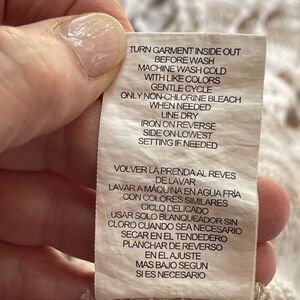 TURN GARMENT INSIDE OUT
BEFORE WASH
MACHINE WASH COLD
WITH LIKE COLORS
GENTLE CYCLE
ONLY NON-CHLORINE BLEACH
WHEN NEEDED
LINE DRY
IRON ON REVERSE
SIDE ON LOWEST
SETTING IF NEEDED
VOLVER LA PRENDA AL REVES
DE LAVAR
LAVAR A MAQUINA EN AGUA FRÍA
CON COLORES SIMILARES
CICLO DELICADO
USAR SOLO BLANQUEADOR SIN
CLORO CUANDO SEA NECESARIO
SECAR EN EL TENDEDERO
PLANCHAR DE REVERSO
EN EL AJUSTE
MAS BAJO SEGUN
SI ES NECESARIO